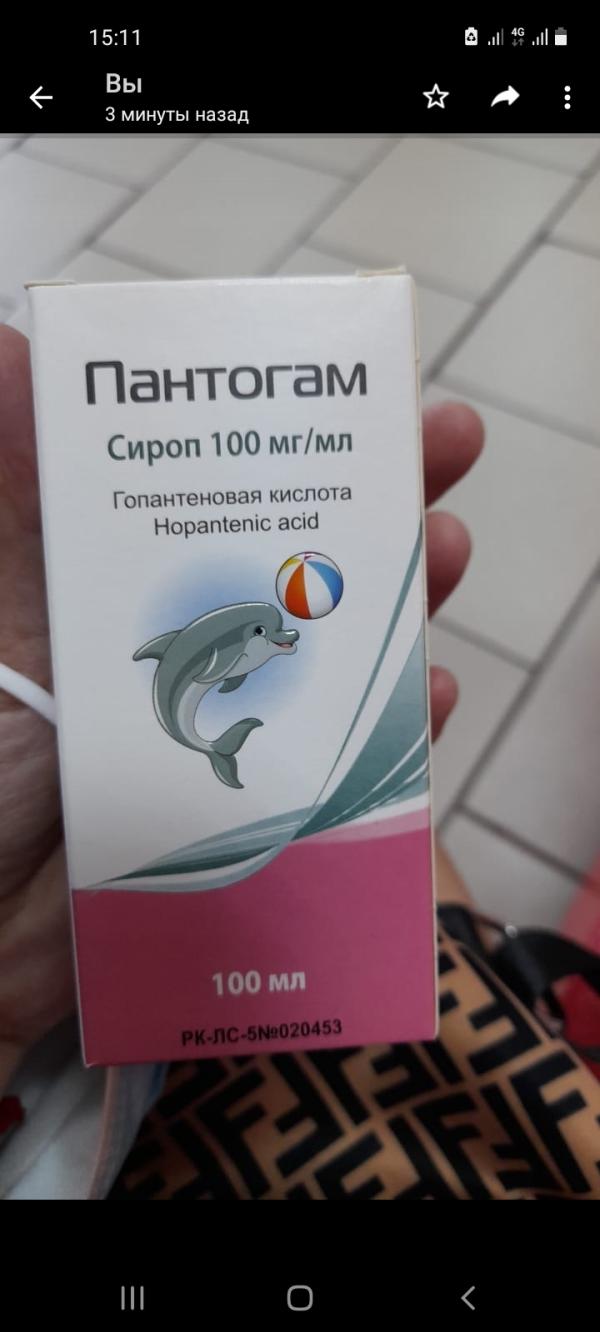 15:11
4G
Вы
3 минуты назад
Пантогам
Сироп 100 мг/мл
Гопантеновая кислота
Hopantenic acid
100 мл
РК-ЛС-5№020453